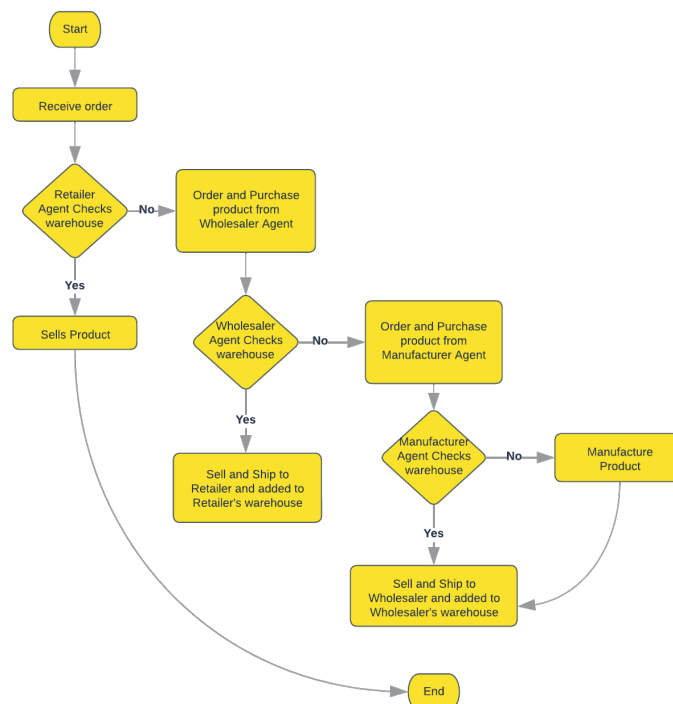 Start
Receive order
Retailer
Agent Checks
warehouse
No
Order and Purchase
product from
Wholesaler Agent
Yes
Sells Product
Wholesaler
Agent Checks
warehouse
No
Order and Purchase
product from
Manufacturer Agent
Yes
Sell and Ship to
Retailer and added to
Retailer's warehouse
Manufacturer
Agent Checks
warehouse
No
Manufacture
Product
Yes
Sell and Ship to
Wholesaler and added to
Wholesaler's warehouse
End